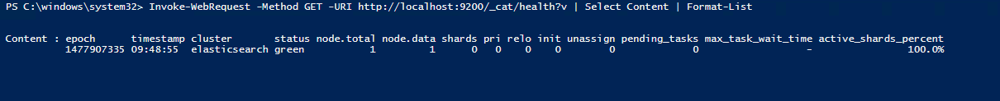 PS C:\windows\system32> Invoke-WebRequest -Method GET -URI http://localhost:9200/_cat/health?v | Select Content | Format-List
Content : epoch      timestamp cluster       status node.total node.data shards pri relo init unassign pending_tasks max_task_wait_time active_shards_percent
          1477907335 09:48:55  elasticsearch green           1         1      0   0    0    0        0             0                  -                100.0%